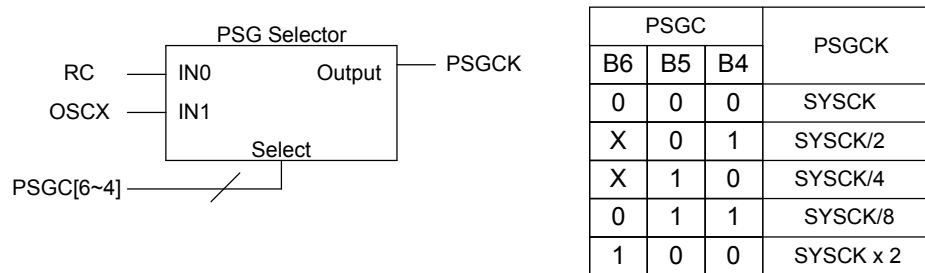 PSG Selector
RC IN0 Output PSGCK
OSCX IN1
Select
PSGC[6~4]
PSGC PSGCK
B6 B5 B4
0 0 0 SYSCK
X 0 1 SYSCK/2
X 1 0 SYSCK/4
0 1 1 SYSCK/8
1 0 0 SYSCK x 2